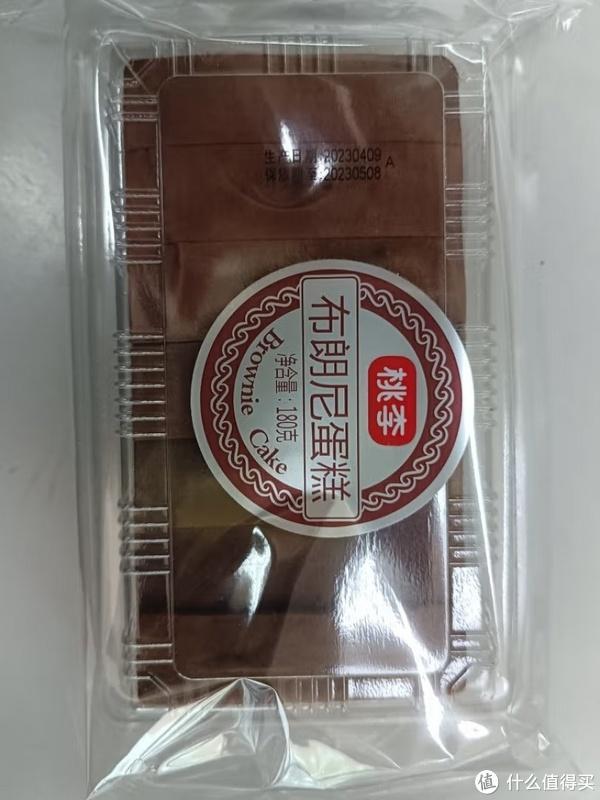 生产日期:20230409
保质期至:20230508
A
桃李
布朗尼蛋糕
净含量:180克
Brownie Cake
值 什么值得买